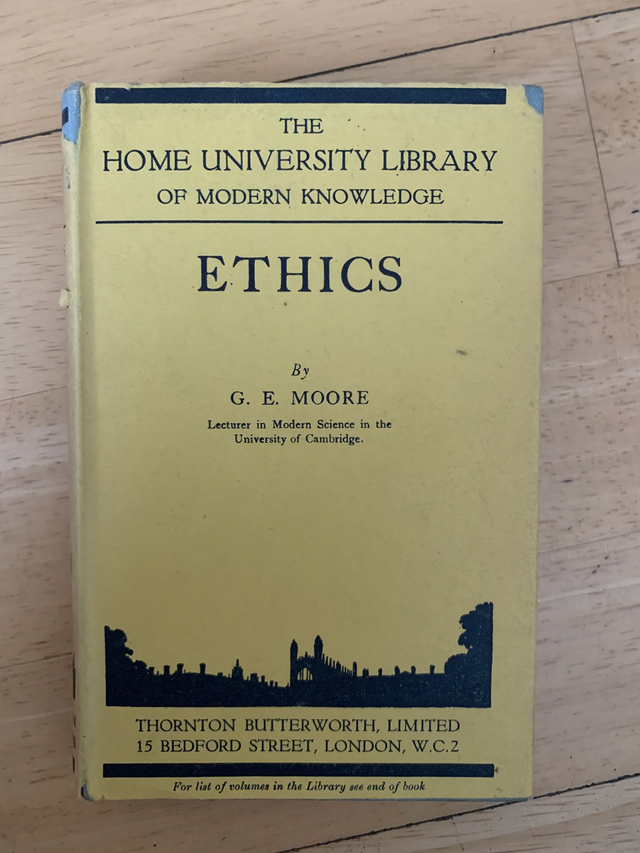 THE
HOME UNIVERSITY LIBRARY
OF MODERN KNOWLEDGE
ETHICS
By
G. E. MOORE
Lecturer in Modern Science in the
University of Cambridge.
THORNTON BUTTERWORTH, LIMITED
15 BEDFORD STREET, LONDON, W.C.2
For list of volumes in the Library see end of book